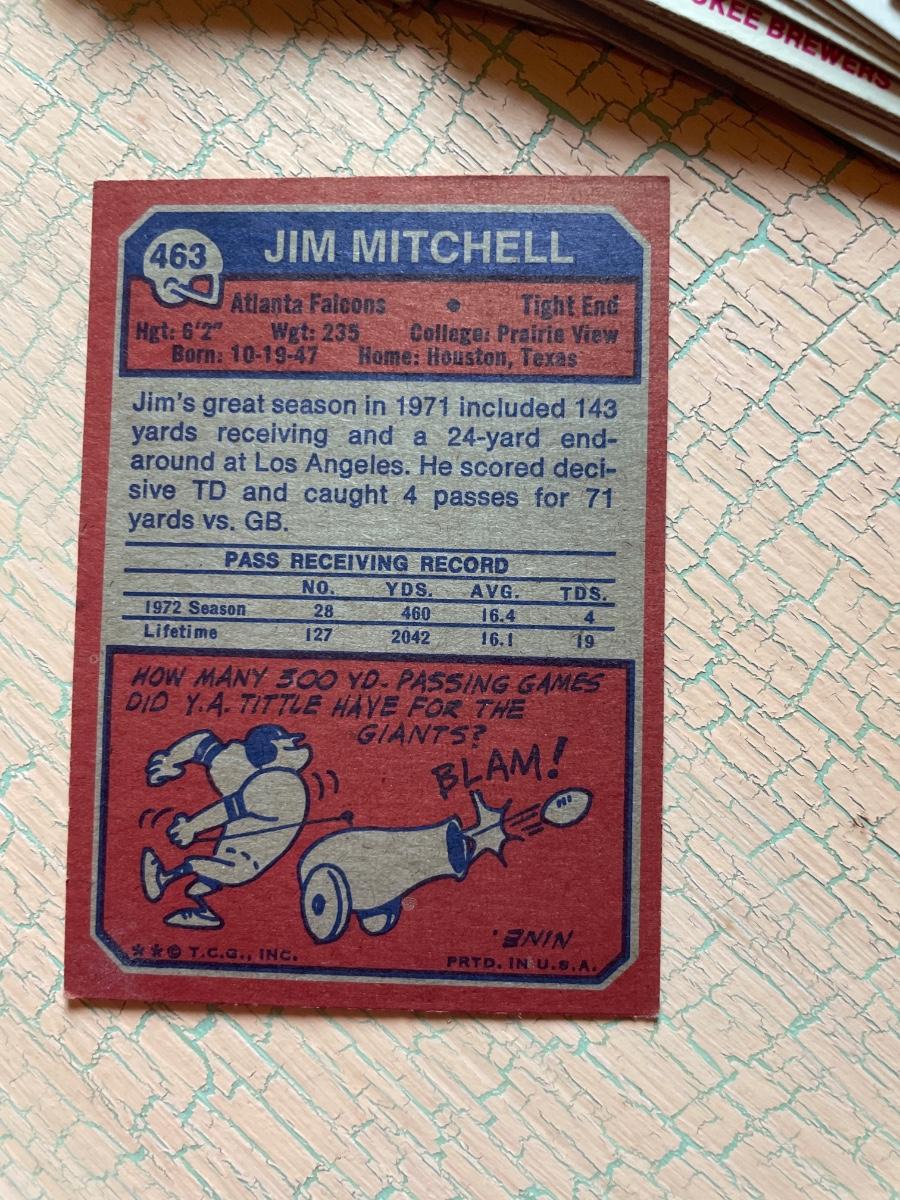 KEE BREWERS
463
JIM MITCHELL
Atlanta Falcons • Tight End
Hgt: 6'2" Wgt: 235 College: Prairie View
Born: 10-19-47 Home: Houston, Texas
Jim's great season in 1971 included 143
yards receiving and a 24-yard end-
around at Los Angeles. He scored deci-
sive TD and caught 4 passes for 71
yards vs. GB.
PASS RECEIVING RECORD
NO. YDS. AVG. TDS.
1972 Season 28 460 16.4 4
Lifetime 127 2042 16.1 19
HOW MANY 300 YD. PASSING GAMES
DID Y.A. TITTLE HAVE FOR THE
GIANTS?
BLAM!
NINE.
**© T.C.G., INC.
PRTD. IN U.S.A.